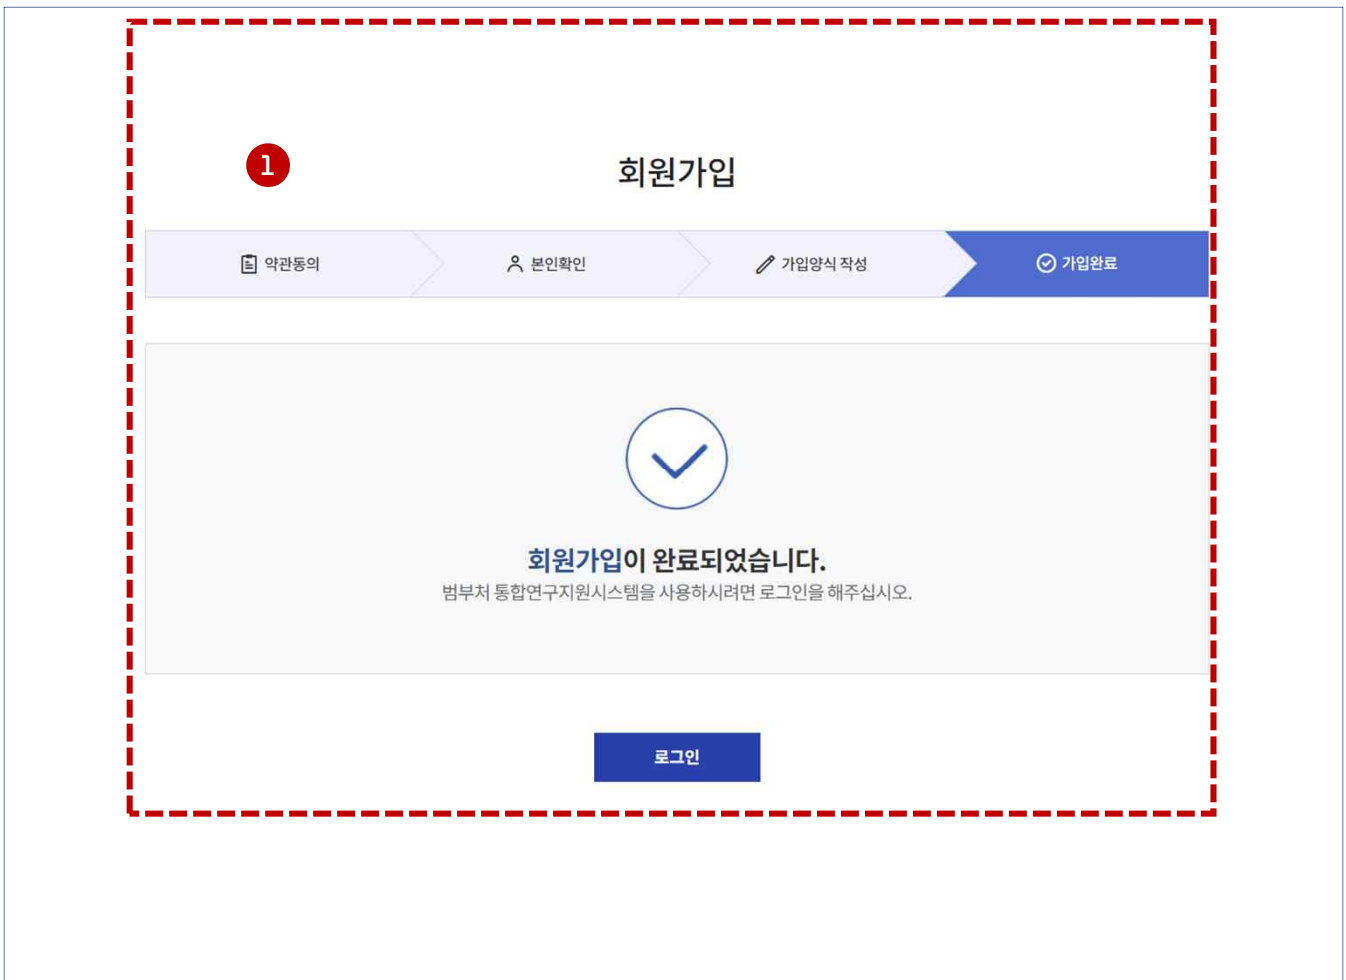 1
회원가입
약관동의
본인확인
가입양식 작성
가입완료
회원가입이 완료되었습니다.
범부처 통합연구지원시스템을 사용하시려면 로그인을 해주십시오.
로그인